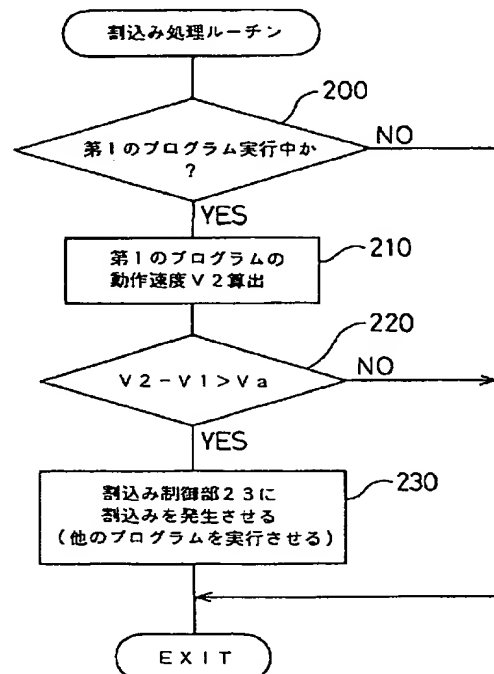 割込み処理ルーチン
200
第1のプログラム実行中か
?
NO
YES
210
第1のプログラムの
動作速度V2算出
220
V2-V1>Va
NO
YES
230
割込み制御部23に
割込みを発生させる
(他のプログラムを実行させる)
EXIT